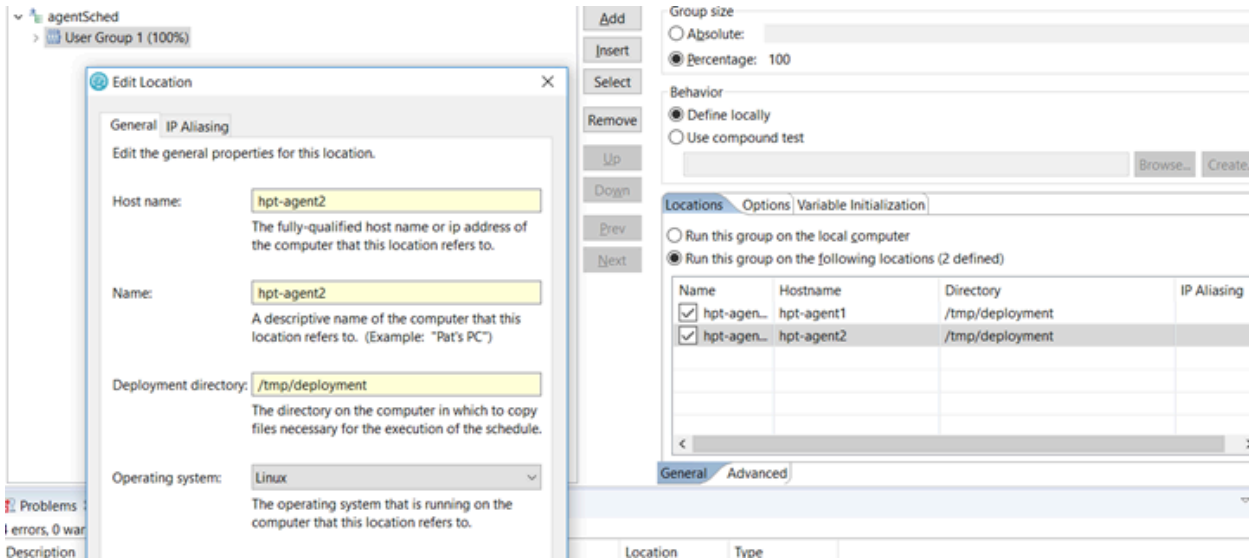 agentSched
User Group 1 (100%)
Edit Location
General IP Aliasing
Edit the general properties for this location.
Host name: hpt-agent2
The fully-qualified host name or ip address of
the computer that this location refers to.
Name: hpt-agent2
A descriptive name of the computer that this
location refers to. (Example: "Pat's PC")
Deployment directory: /tmp/deployment
The directory on the computer in which to copy
files necessary for the execution of the schedule.
Operating system: Linux
The operating system that is running on the
computer that this location refers to.
Add
Insert
Select
Remove
Up
Down
Prev
Next
Group size
Absolute:
Percentage: 100
Behavior
Define locally
Use compound test
Browse... Create
Locations Options Variable Initialization
Run this group on the local computer
Run this group on the following locations (2 defined)
Name Hostname Directory IP Aliasing
hpt-agen... hpt-agent1 /tmp/deployment
hpt-agen... hpt-agent2 /tmp/deployment
General Advanced
Problems
errors, 0 war
Description Location Type